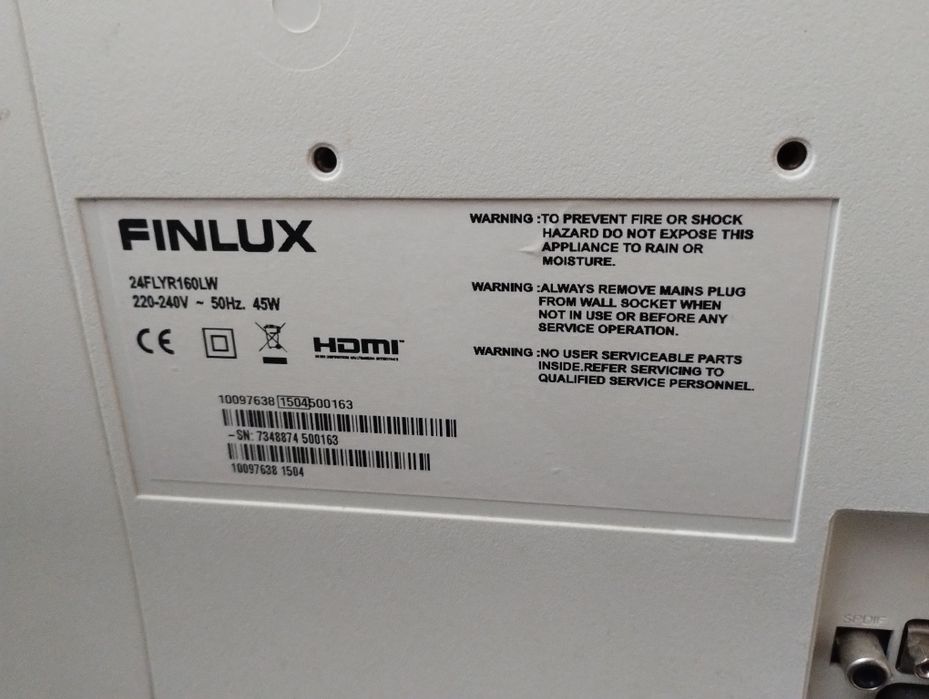 FINLUX
24FLYR160LW
220-240V ~ 50Hz. 45W
CE
HDMI
10097638 1504500163
-SN: 7348874 500163
10097638 1504
WARNING :TO PREVENT FIRE OR SHOCK
HAZARD DO NOT EXPOSE THIS
APPLIANCE TO RAIN OR
MOISTURE.
WARNING :ALWAYS REMOVE MAINS PLUG
FROM WALL SOCKET WHEN
NOT IN USE OR BEFORE ANY
SERVICE OPERATION.
WARNING :NO USER SERVICEABLE PARTS
INSIDE.REFER SERVICING TO
QUALIFIED SERVICE PERSONNEL.
SPDIF